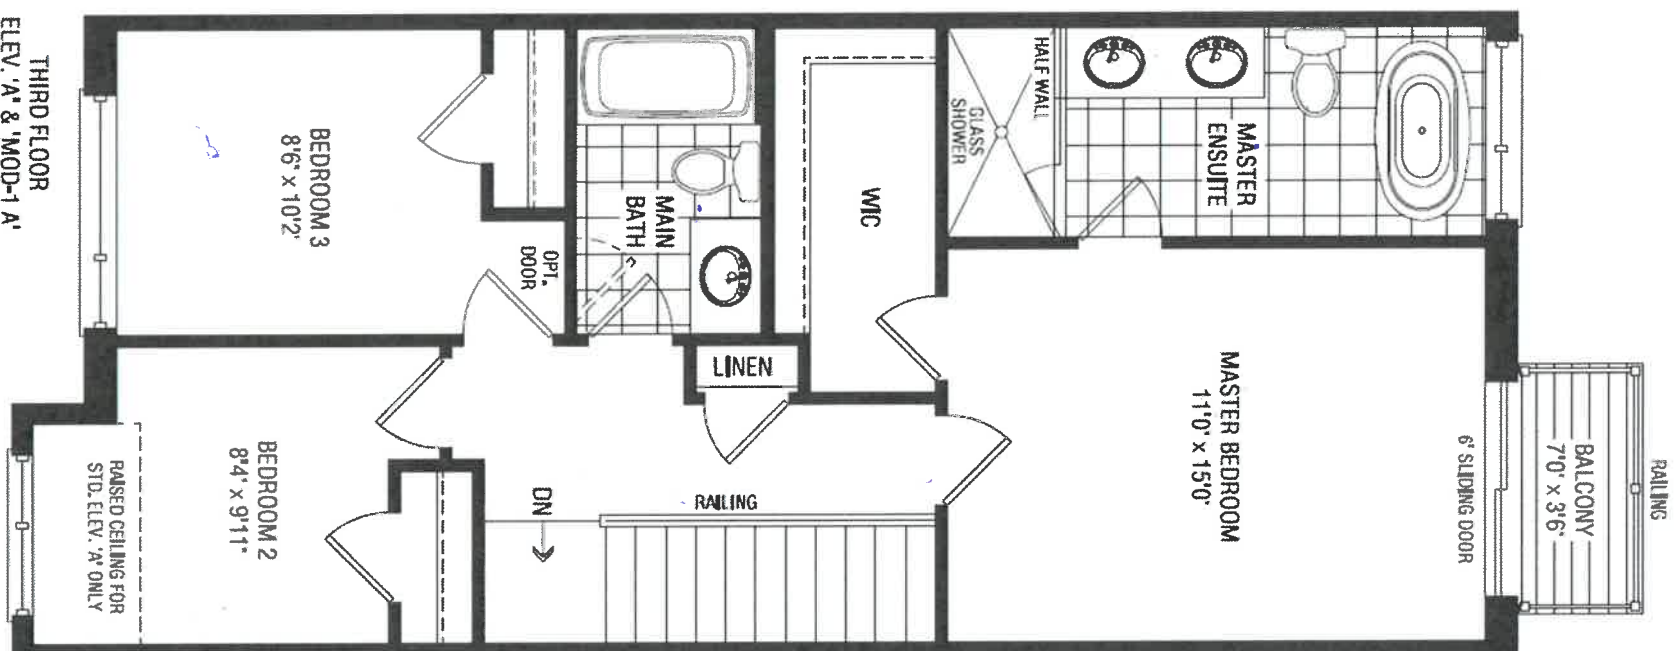 RAILING
BALCONY
7'0" x 3'6"
6' SLIDING DOOR
MASTER
ENSUITE
HALF WALL
GLASS
SHOWER
MASTER BEDROOM
11'0" x 15'0"
WIC
LINEN
RAILING
MAIN
BATH
OPT.
DOOR
DN
BEDROOM 3
8'6" x 10'2"
BEDROOM 2
8'4" x 9'11"
RAISED CEILING FOR
STD. ELEV. 'A' ONLY
THIRD FLOOR
ELEV. 'A' & 'MOD-1 A'